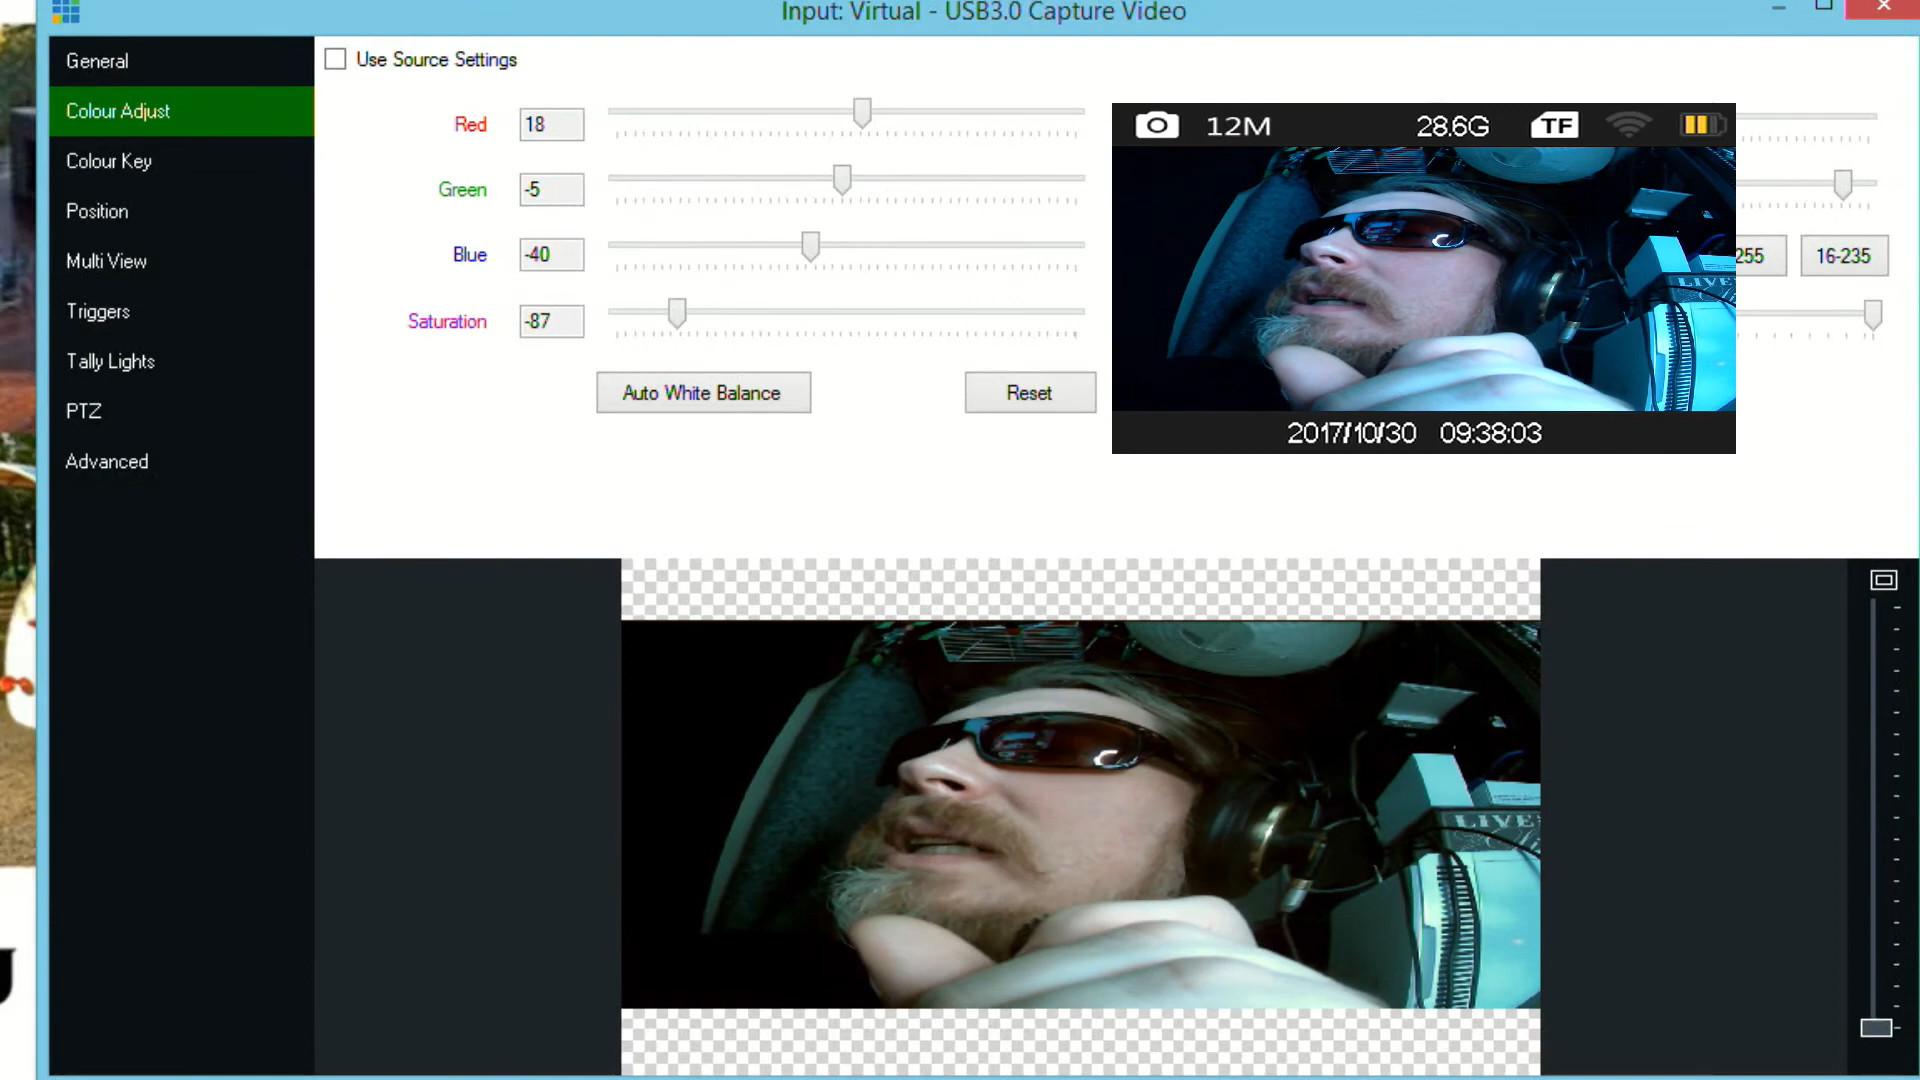 Input: Virtual - USB3.0 Capture Video
General
Colour Adjust
Colour Key
Position
Multi View
Triggers
Tally Lights
PTZ
Advanced
Use Source Settings
Red 18
Green -5
Blue -40
Saturation -87
Auto White Balance Reset
12M 28.6G TF
LIVE
2017/10/30 09:38:03
255 16-235
LIVE